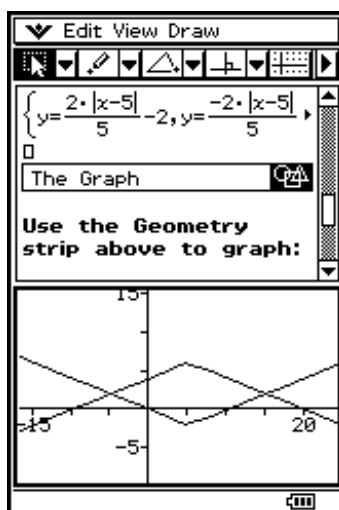 Edit View Draw
{y=2·|x-5|/5-2,y=-2·|x-5|/5
The Graph
Use the Geometry
strip above to graph:
15
-15
20
-5